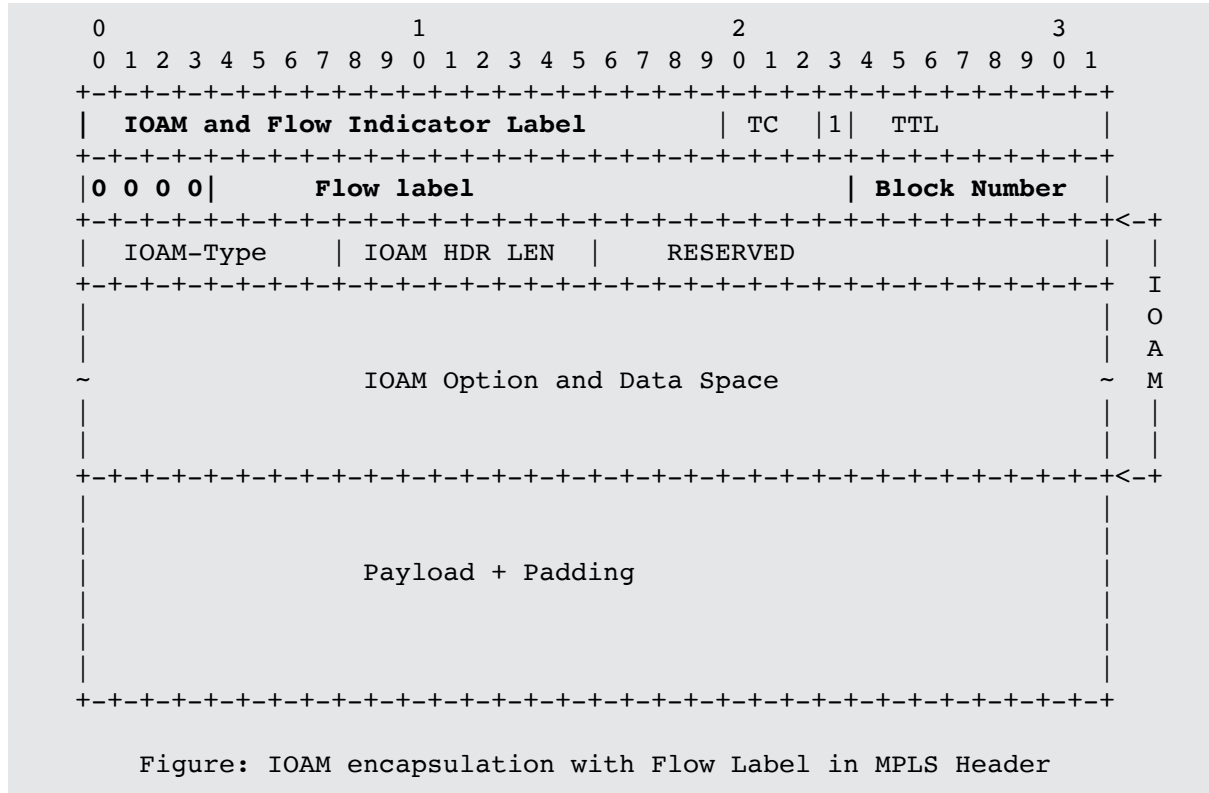 0                   1                   2                   3
0 1 2 3 4 5 6 7 8 9 0 1 2 3 4 5 6 7 8 9 0 1 2 3 4 5 6 7 8 9 0 1
+-+-+-+-+-+-+-+-+-+-+-+-+-+-+-+-+-+-+-+-+-+-+-+-+-+-+-+-+-+-+-+-+
|  IOAM and Flow Indicator Label        | TC  |1|  TTL          |
+-+-+-+-+-+-+-+-+-+-+-+-+-+-+-+-+-+-+-+-+-+-+-+-+-+-+-+-+-+-+-+-+
|0 0 0 0|      Flow label                       | Block Number  |
+-+-+-+-+-+-+-+-+-+-+-+-+-+-+-+-+-+-+-+-+-+-+-+-+-+-+-+-+-+-+-+-+<-+
|  IOAM-Type    | IOAM HDR LEN  |    RESERVED                   |  |
+-+-+-+-+-+-+-+-+-+-+-+-+-+-+-+-+-+-+-+-+-+-+-+-+-+-+-+-+-+-+-+-+  I
|                                                               |  O
|                                                               |  A
~                 IOAM Option and Data Space                    ~  M
|                                                               |  |
|                                                               |  |
+-+-+-+-+-+-+-+-+-+-+-+-+-+-+-+-+-+-+-+-+-+-+-+-+-+-+-+-+-+-+-+-+<-+
|                                                               |
|                                                               |
|                 Payload + Padding                             |
|                                                               |
|                                                               |
|                                                               |
+-+-+-+-+-+-+-+-+-+-+-+-+-+-+-+-+-+-+-+-+-+-+-+-+-+-+-+-+-+-+-+-+
Figure: IOAM encapsulation with Flow Label in MPLS Header